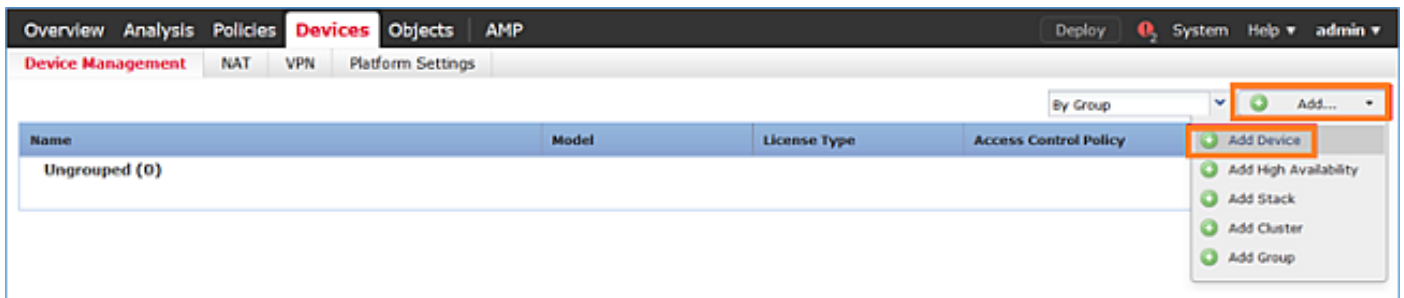 Overview Analysis Policies Devices Objects AMP Deploy 2 System Help admin
Device Management NAT VPN Platform Settings
By Group Add...
Name Model License Type Access Control Policy Add Device
Ungrouped (0) Add High Availability
Add Stack
Add Cluster
Add Group